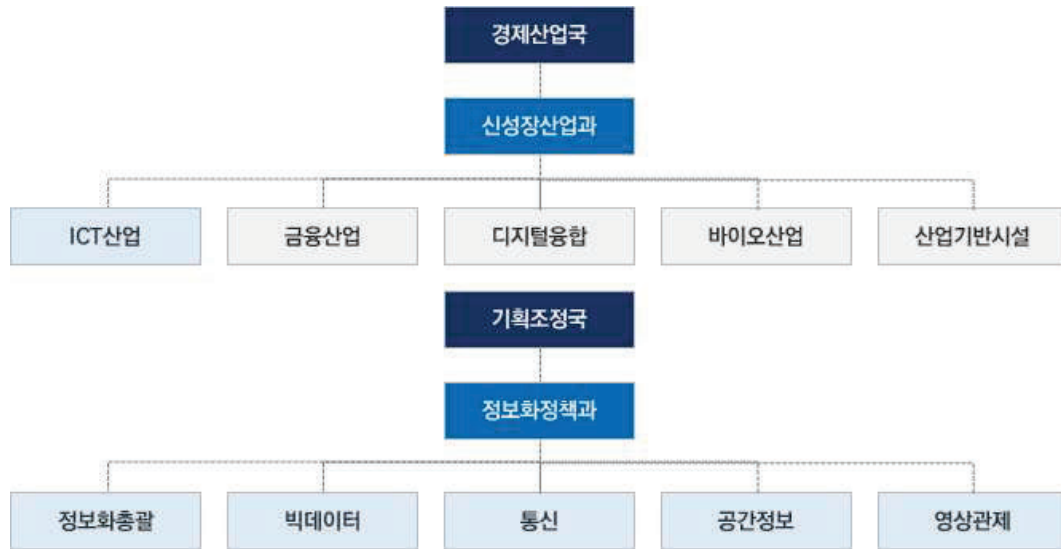 경제산업국
신성장산업과
ICT산업 금융산업 디지털융합 바이오산업 산업기반시설
기획조정국
정보화정책과
정보화총괄 빅데이터 통신 공간정보 영상관제